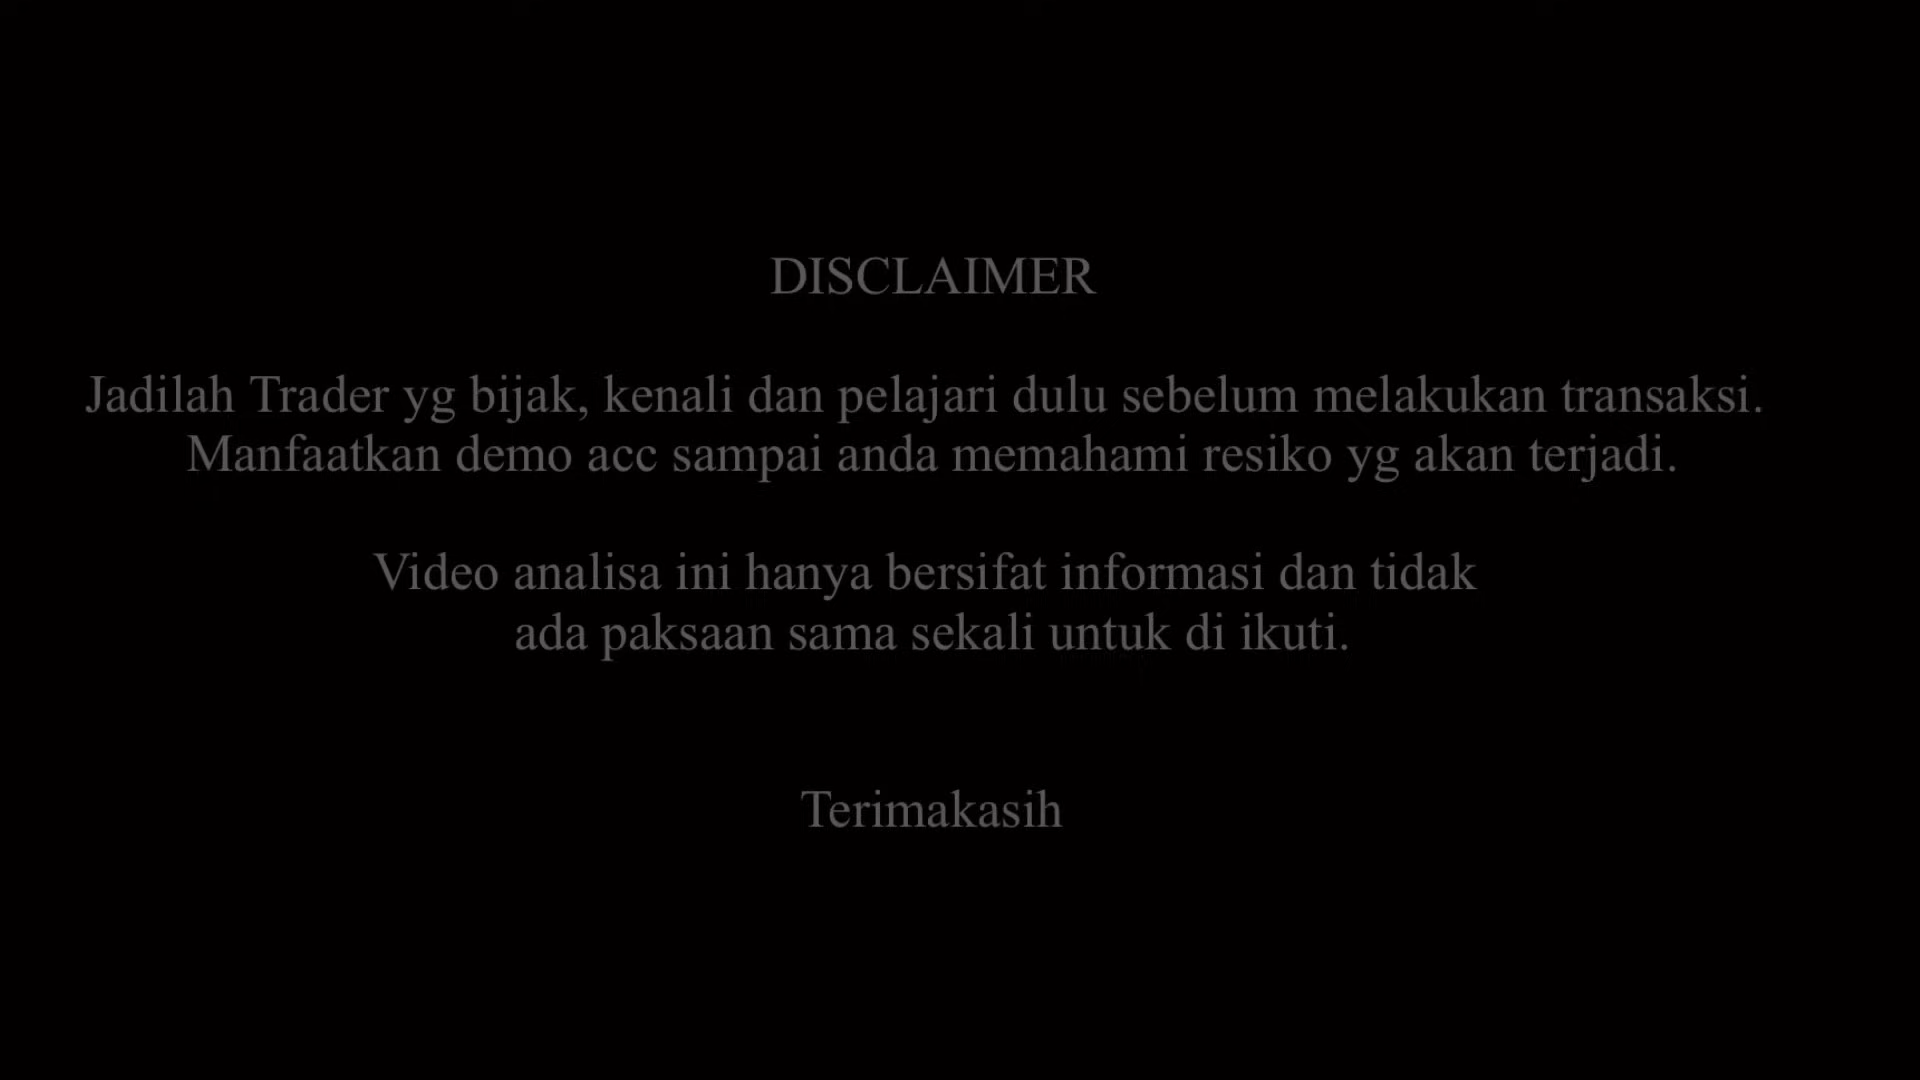 DISCLAIMER
Jadilah Trader yg bijak, kenali dan pelajari dulu sebelum melakukan transaksi.
Manfaatkan demo acc sampai anda memahami resiko yg akan terjadi.
Video analisa ini hanya bersifat informasi dan tidak
ada paksaan sama sekali untuk di ikuti.
Terimakasih